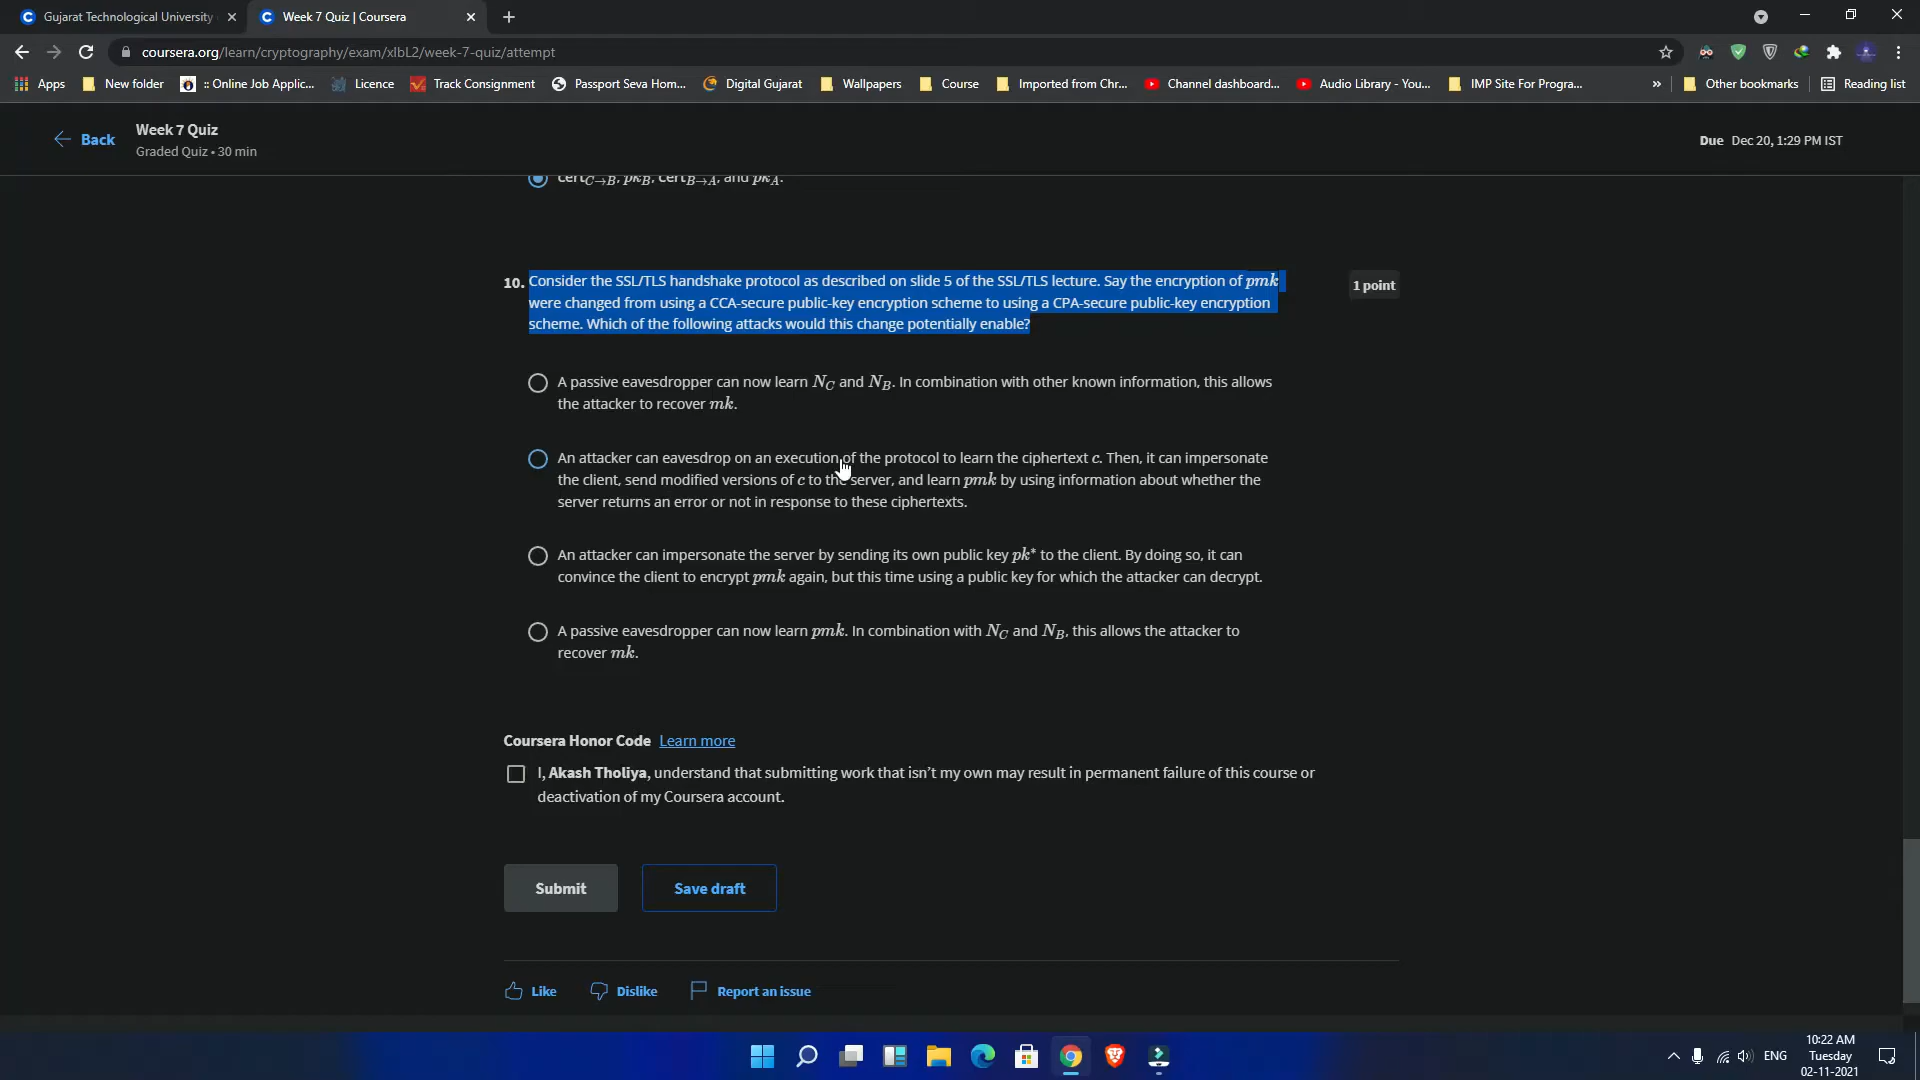 Gujarat Technological University
Week 7 Quiz | Coursera
coursera.org/learn/cryptography/exam/xlbL2/week-7-quiz/attempt
Apps New folder :: Online Job Applic... Licence Track Consignment Passport Seva Hom... Digital Gujarat Wallpapers Course Imported from Chr... Channel dashboard... Audio Library - You... IMP Site For Progra... » Other bookmarks Reading list
Back
Week 7 Quiz
Graded Quiz • 30 min
Due Dec 20, 1:29 PM IST
cert_{C→B}, pk_B, cert_{B→A}, and pk_A.
10. Consider the SSL/TLS handshake protocol as described on slide 5 of the SSL/TLS lecture. Say the encryption of pmk
were changed from using a CCA-secure public-key encryption scheme to using a CPA-secure public-key encryption
scheme. Which of the following attacks would this change potentially enable?
1 point
A passive eavesdropper can now learn N_C and N_B. In combination with other known information, this allows
the attacker to recover mk.
An attacker can eavesdrop on an execution of the protocol to learn the ciphertext c. Then, it can impersonate
the client, send modified versions of c to the server, and learn pmk by using information about whether the
server returns an error or not in response to these ciphertexts.
An attacker can impersonate the server by sending its own public key pk* to the client. By doing so, it can
convince the client to encrypt pmk again, but this time using a public key for which the attacker can decrypt.
A passive eavesdropper can now learn pmk. In combination with N_C and N_B, this allows the attacker to
recover mk.
Coursera Honor Code Learn more
I, Akash Tholiya, understand that submitting work that isn't my own may result in permanent failure of this course or
deactivation of my Coursera account.
Submit
Save draft
Like
Dislike
Report an issue
ENG
10:22 AM
Tuesday
02-11-2021